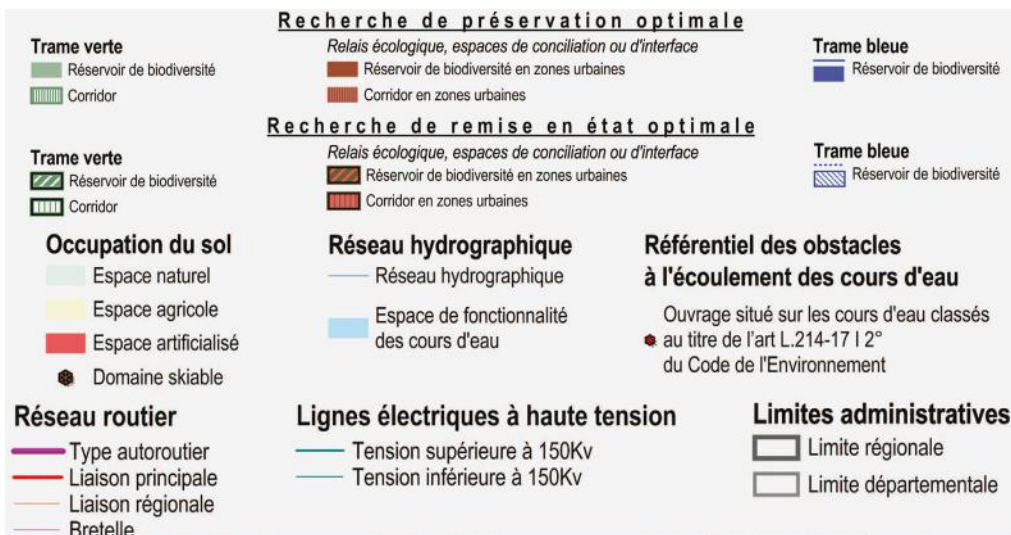 Recherche de préservation optimale
Trame verte
Réservoir de biodiversité
Corridor
Relais écologique, espaces de conciliation ou d'interface
Réservoir de biodiversité en zones urbaines
Corridor en zones urbaines
Trame bleue
Réservoir de biodiversité
Recherche de remise en état optimale
Trame verte
Réservoir de biodiversité
Corridor
Relais écologique, espaces de conciliation ou d'interface
Réservoir de biodiversité en zones urbaines
Corridor en zones urbaines
Trame bleue
Réservoir de biodiversité
Occupation du sol
Espace naturel
Espace agricole
Espace artificialisé
Domaine skiable
Réseau hydrographique
Réseau hydrographique
Espace de fonctionnalité
des cours d'eau
Référentiel des obstacles
à l'écoulement des cours d'eau
Ouvrage situé sur les cours d'eau classés
au titre de l'art L.214-17 I 2°
du Code de l'Environnement
Réseau routier
Type autoroutier
Liaison principale
Liaison régionale
Bretelle
Lignes électriques à haute tension
Tension supérieure à 150Kv
Tension inférieure à 150Kv
Limites administratives
Limite régionale
Limite départementale